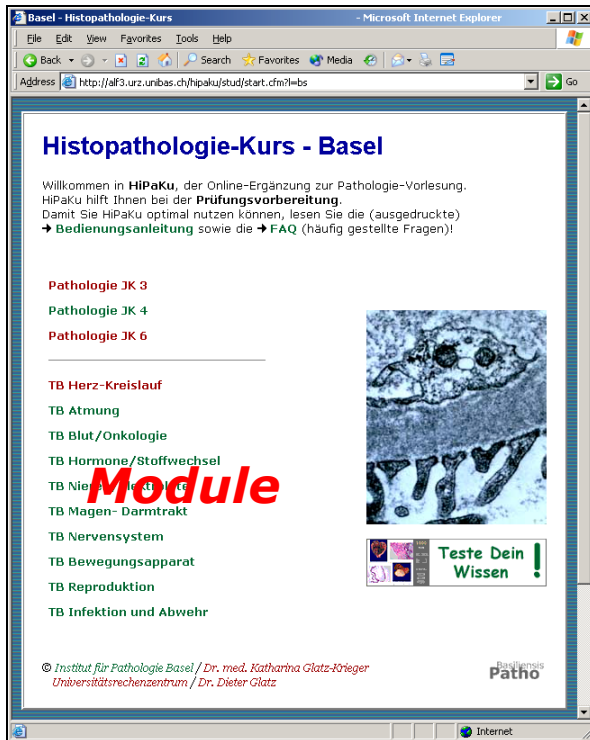 Basel - Histopathologie-Kurs - Microsoft Internet Explorer
File Edit View Favorites Tools Help
Back Search Favorites Media
Address http://alf3.urz.unibas.ch/hipaku/stud/start.cfm?l=bs Go
Histopathologie-Kurs - Basel
Willkommen in HiPaKu, der Online-Ergänzung zur Pathologie-Vorlesung.
HiPaKu hilft Ihnen bei der Prüfungsvorbereitung.
Damit Sie HiPaKu optimal nutzen können, lesen Sie die (ausgedruckte)
➔ Bedienungsanleitung sowie die ➔ FAQ (häufig gestellte Fragen)!
Pathologie JK 3
Pathologie JK 4
Pathologie JK 6
TB Herz-Kreislauf
TB Atmung
TB Blut/Onkologie
TB Hormone/Stoffwechsel
Module
TB
TB Magen- Darmtrakt
TB Nervensystem
TB Bewegungsapparat
TB Reproduktion
TB Infektion und Abwehr
Teste Dein
Wissen !
© Institut für Pathologie Basel / Dr. med. Katharina Glatz-Krieger
Universitätsrechenzentrum / Dr. Dieter Glatz
Basiliensis
Patho
Internet